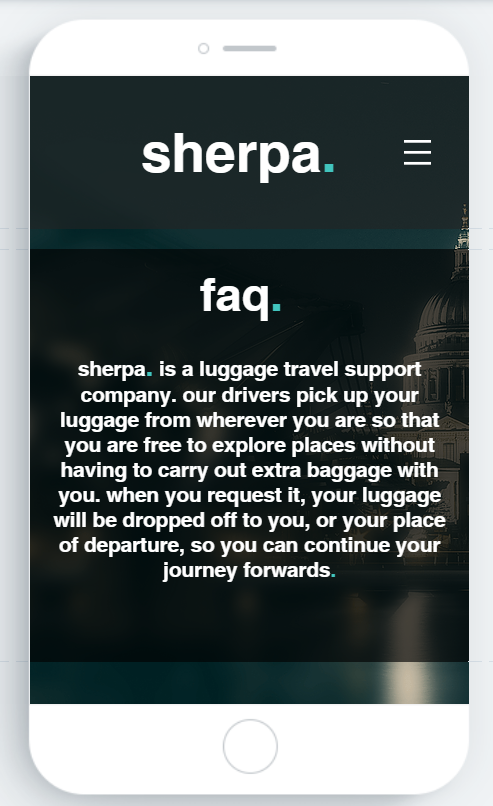 sherpa.
faq.
sherpa. is a luggage travel support
company. our drivers pick up your
luggage from wherever you are so that
you are free to explore places without
having to carry out extra baggage with
you. when you request it, your luggage
will be dropped off to you, or your place
of departure, so you can continue your
journey forwards.